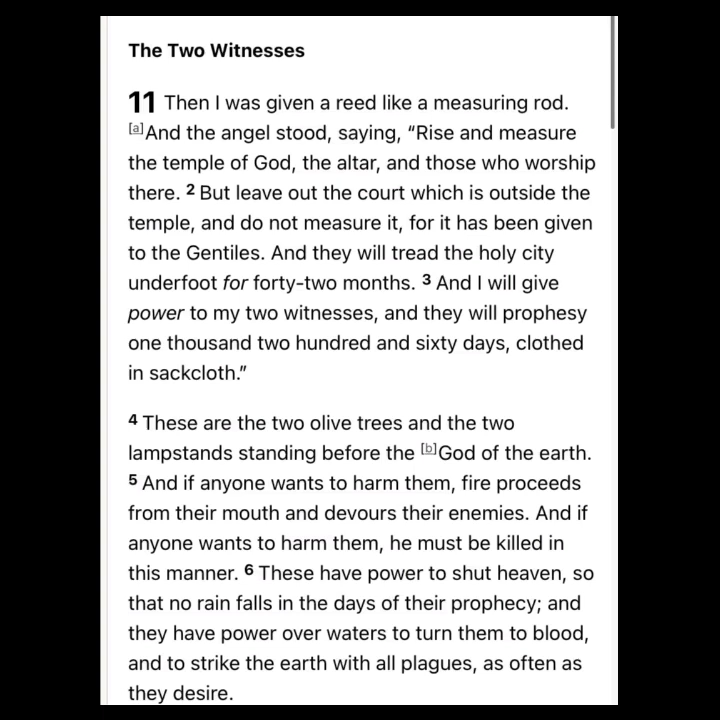 The Two Witnesses
11 Then I was given a reed like a measuring rod.
[a]And the angel stood, saying, “Rise and measure
the temple of God, the altar, and those who worship
there. 2 But leave out the court which is outside the
temple, and do not measure it, for it has been given
to the Gentiles. And they will tread the holy city
underfoot for forty-two months. 3 And I will give
power to my two witnesses, and they will prophesy
one thousand two hundred and sixty days, clothed
in sackcloth.”
4 These are the two olive trees and the two
lampstands standing before the [b]God of the earth.
5 And if anyone wants to harm them, fire proceeds
from their mouth and devours their enemies. And if
anyone wants to harm them, he must be killed in
this manner. 6 These have power to shut heaven, so
that no rain falls in the days of their prophecy; and
they have power over waters to turn them to blood,
and to strike the earth with all plagues, as often as
they desire.